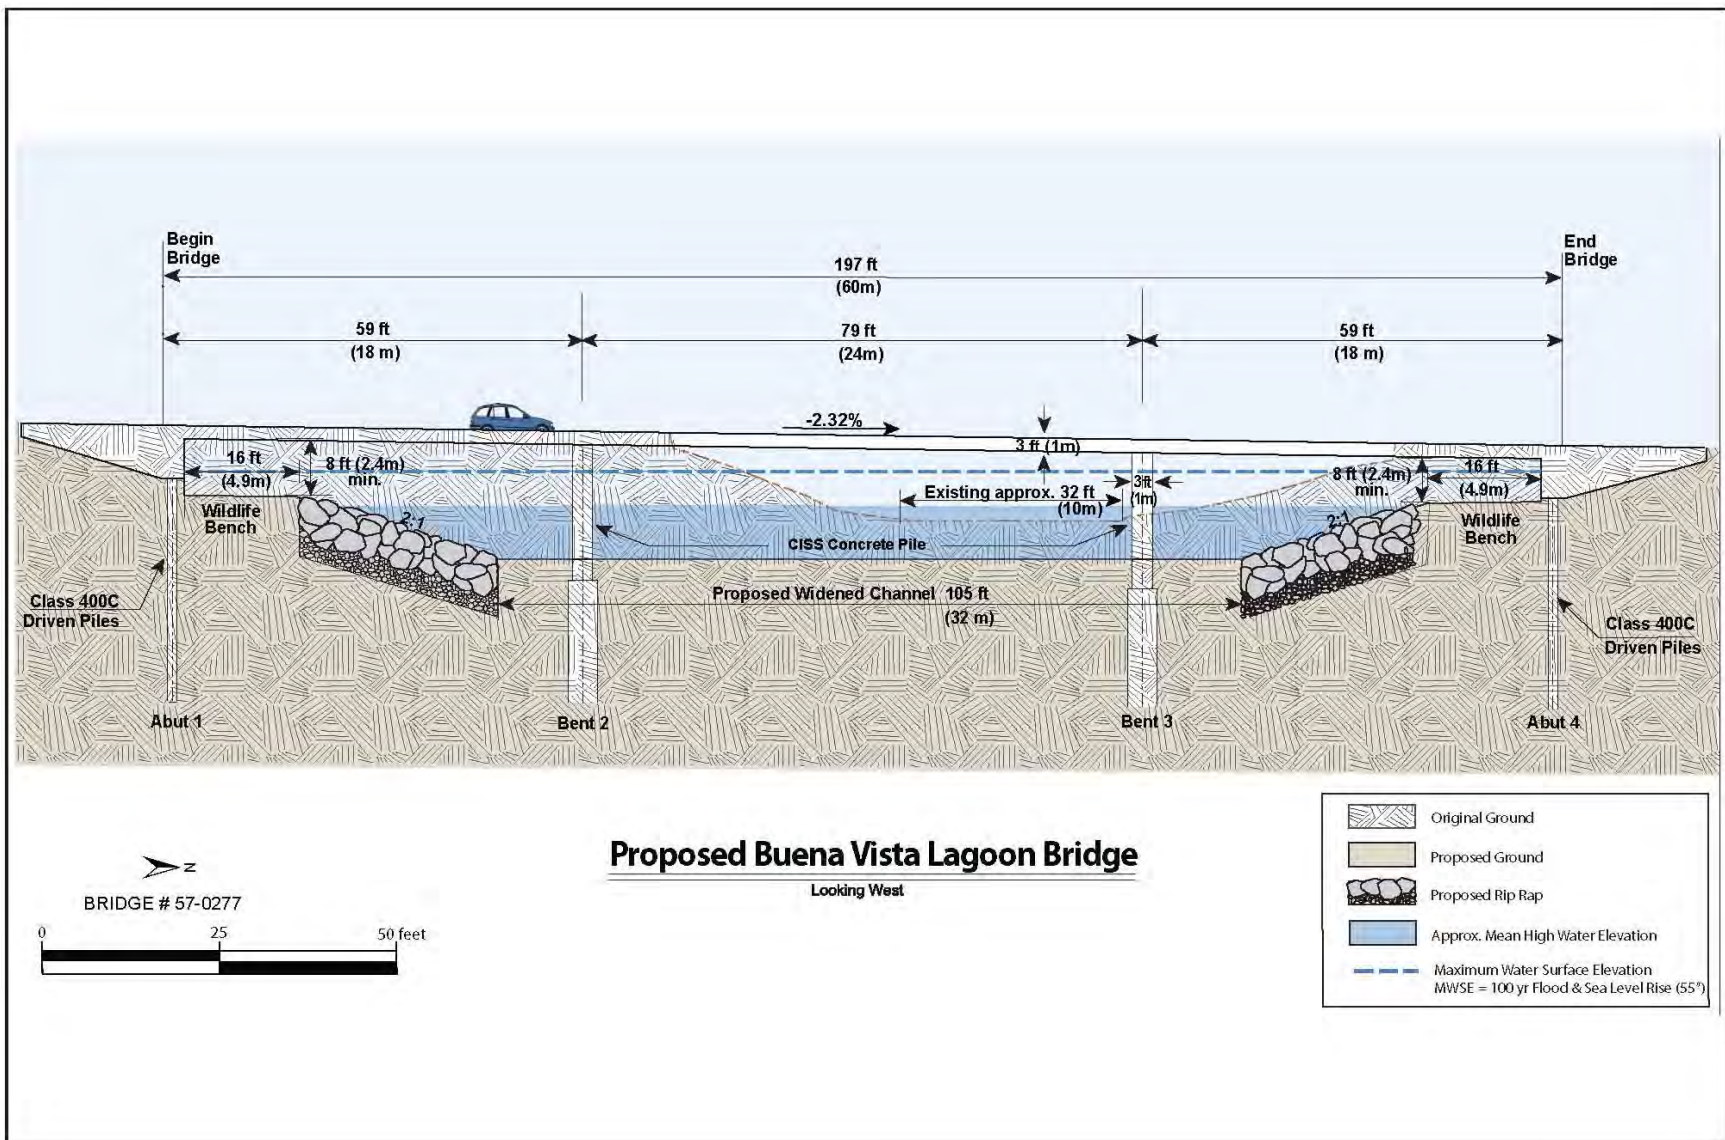 Begin
Bridge
End
Bridge
197 ft
(60m)
59 ft
(18 m)
79 ft
(24m)
59 ft
(18 m)
-2.32%
3 ft (1m)
16 ft
(4.9m)
8 ft (2.4m)
min.
Existing approx. 32 ft
(10m)
3 ft
(1m)
8 ft (2.4m)
min.
16 ft
(4.9m)
Wildlife
Bench
2:1
CISS Concrete Pile
2:1
Wildlife
Bench
Class 400C
Driven Piles
Proposed Widened Channel 105 ft
(32 m)
Class 400C
Driven Piles
Abut 1
Bent 2
Bent 3
Abut 4
Proposed Buena Vista Lagoon Bridge
Looking West
N
BRIDGE # 57-0277
0 25 50 feet
Original Ground
Proposed Ground
Proposed Rip Rap
Approx. Mean High Water Elevation
Maximum Water Surface Elevation
MWSE = 100 yr Flood & Sea Level Rise (55")